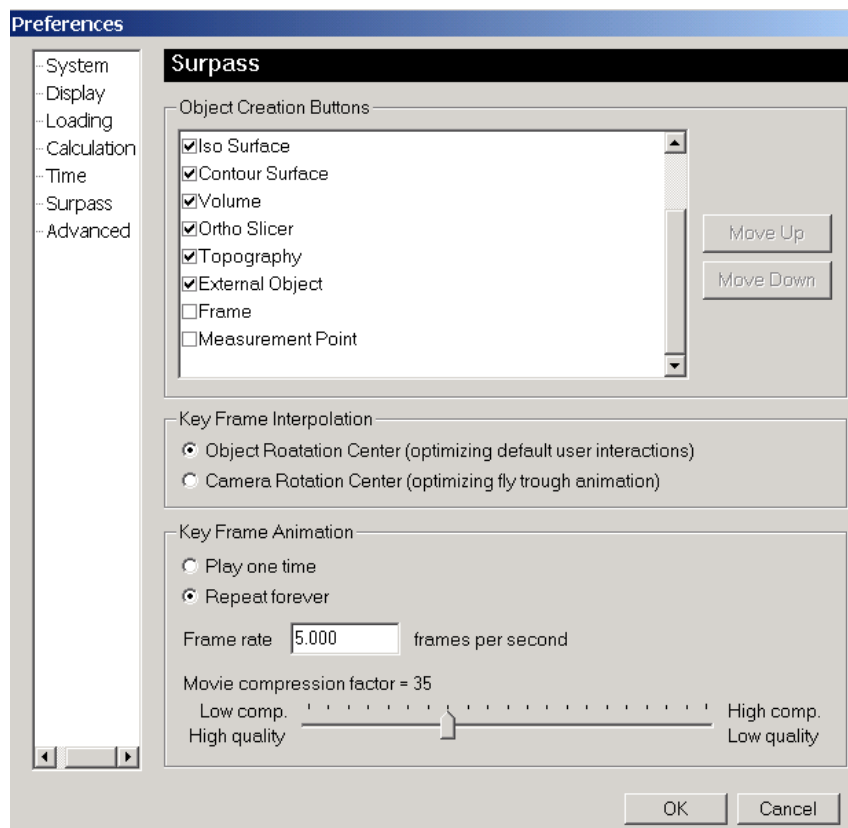 Preferences
System
Display
Loading
Calculation
Time
Surpass
Advanced
Surpass
Object Creation Buttons
Iso Surface
Contour Surface
Volume
Ortho Slicer
Topography
External Object
Frame
Measurement Point
Move Up
Move Down
Key Frame Interpolation
Object Roatation Center (optimizing default user interactions)
Camera Rotation Center (optimizing fly trough animation)
Key Frame Animation
Play one time
Repeat forever
Frame rate 5.000 frames per second
Movie compression factor = 35
Low comp. High comp.
High quality Low quality
OK Cancel